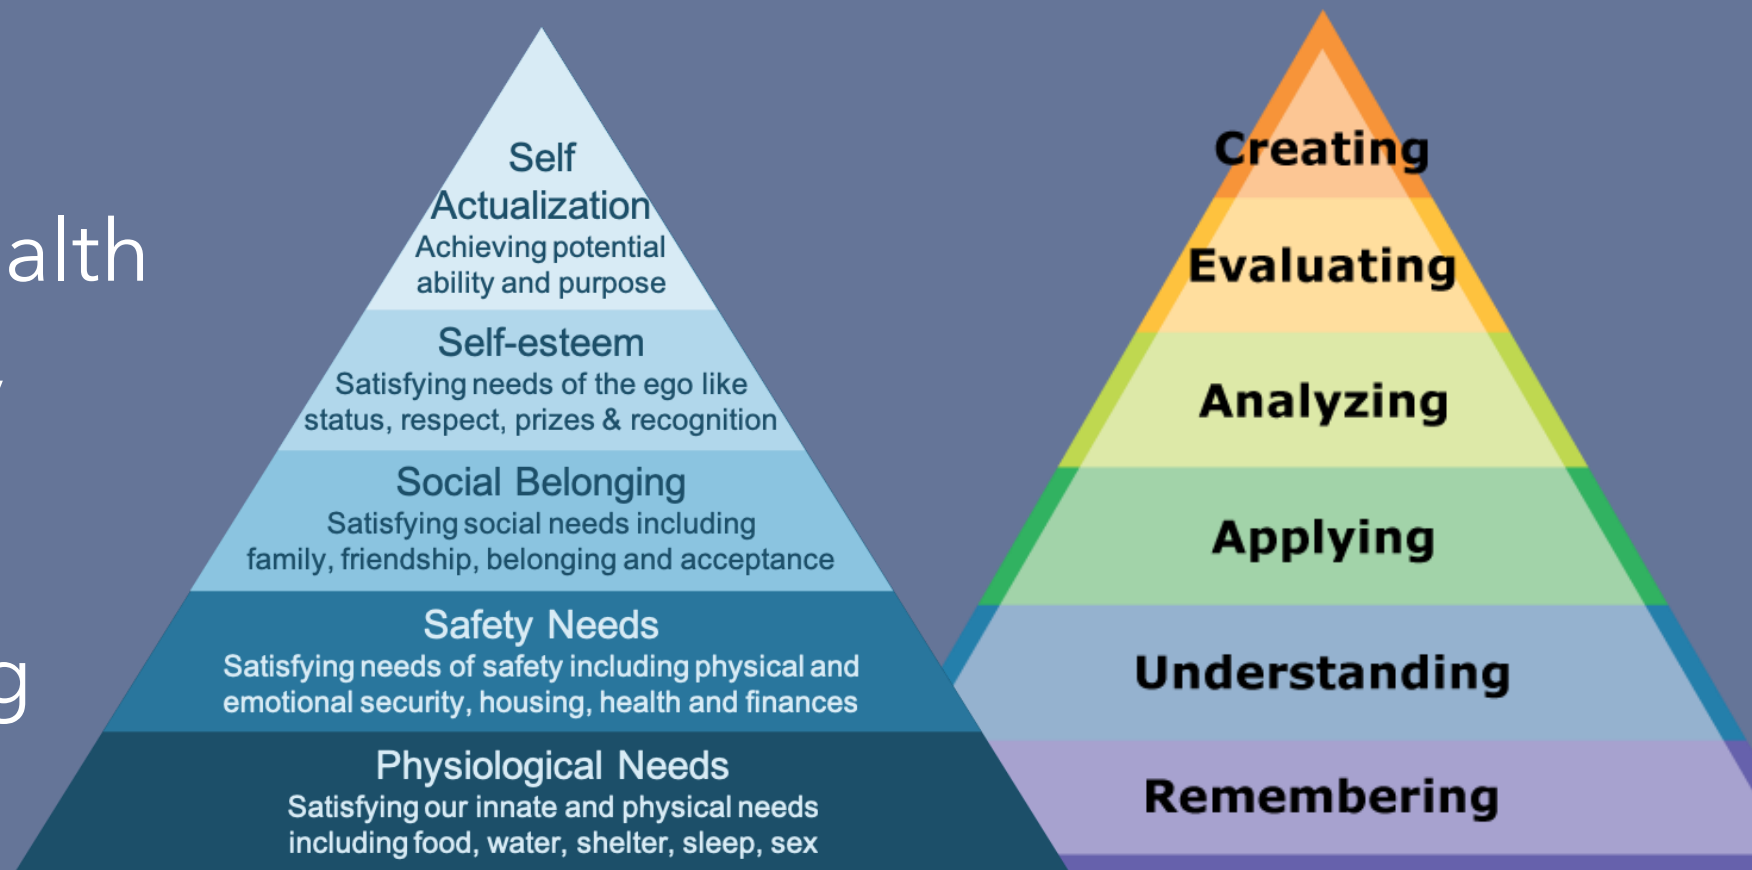 alth
g
Self
Actualization
Achieving potential
ability and purpose
Self-esteem
Satisfying needs of the ego like
status, respect, prizes & recognition
Social Belonging
Satisfying social needs including
family, friendship, belonging and acceptance
Safety Needs
Satisfying needs of safety including physical and
emotional security, housing, health and finances
Physiological Needs
Satisfying our innate and physical needs
including food, water, shelter, sleep, sex
Creating
Evaluating
Analyzing
Applying
Understanding
Remembering